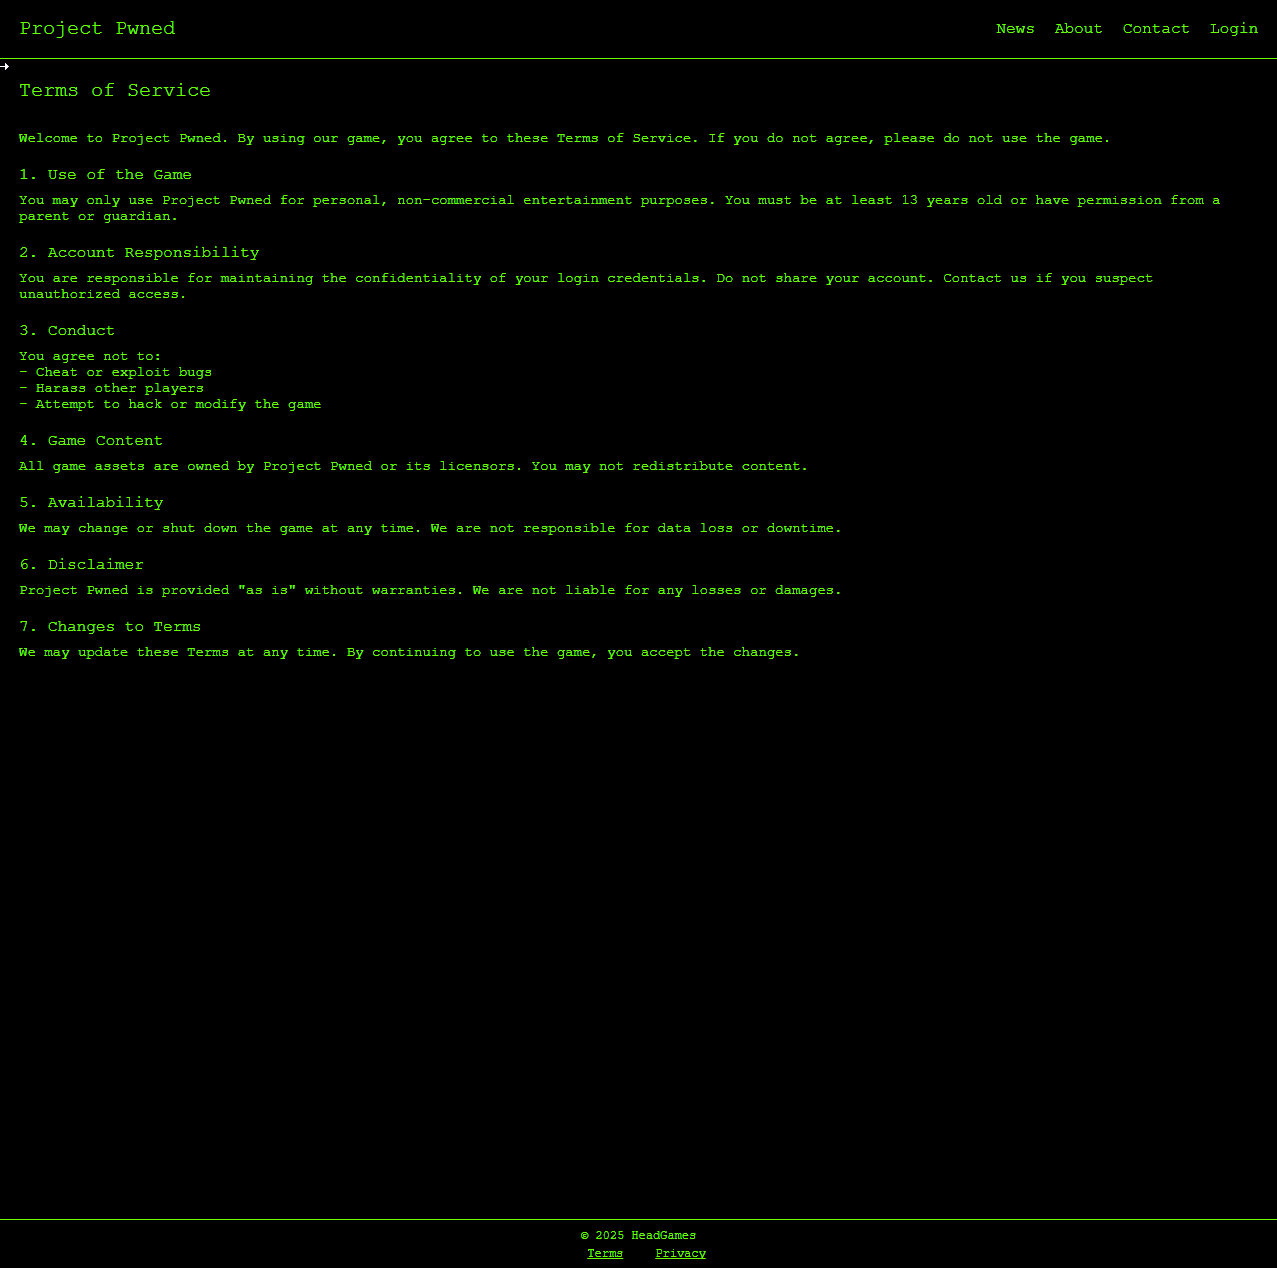 Project Pwned
News About Contact Login
Terms of Service
Welcome to Project Pwned. By using our game, you agree to these Terms of Service. If you do not agree, please do not use the game.
1. Use of the Game
You may only use Project Pwned for personal, non-commercial entertainment purposes. You must be at least 13 years old or have permission from a
parent or guardian.
2. Account Responsibility
You are responsible for maintaining the confidentiality of your login credentials. Do not share your account. Contact us if you suspect
unauthorized access.
3. Conduct
You agree not to:
- Cheat or exploit bugs
- Harass other players
- Attempt to hack or modify the game
4. Game Content
All game assets are owned by Project Pwned or its licensors. You may not redistribute content.
5. Availability
We may change or shut down the game at any time. We are not responsible for data loss or downtime.
6. Disclaimer
Project Pwned is provided "as is" without warranties. We are not liable for any losses or damages.
7. Changes to Terms
We may update these Terms at any time. By continuing to use the game, you accept the changes.
© 2025 HeadGames
Terms Privacy